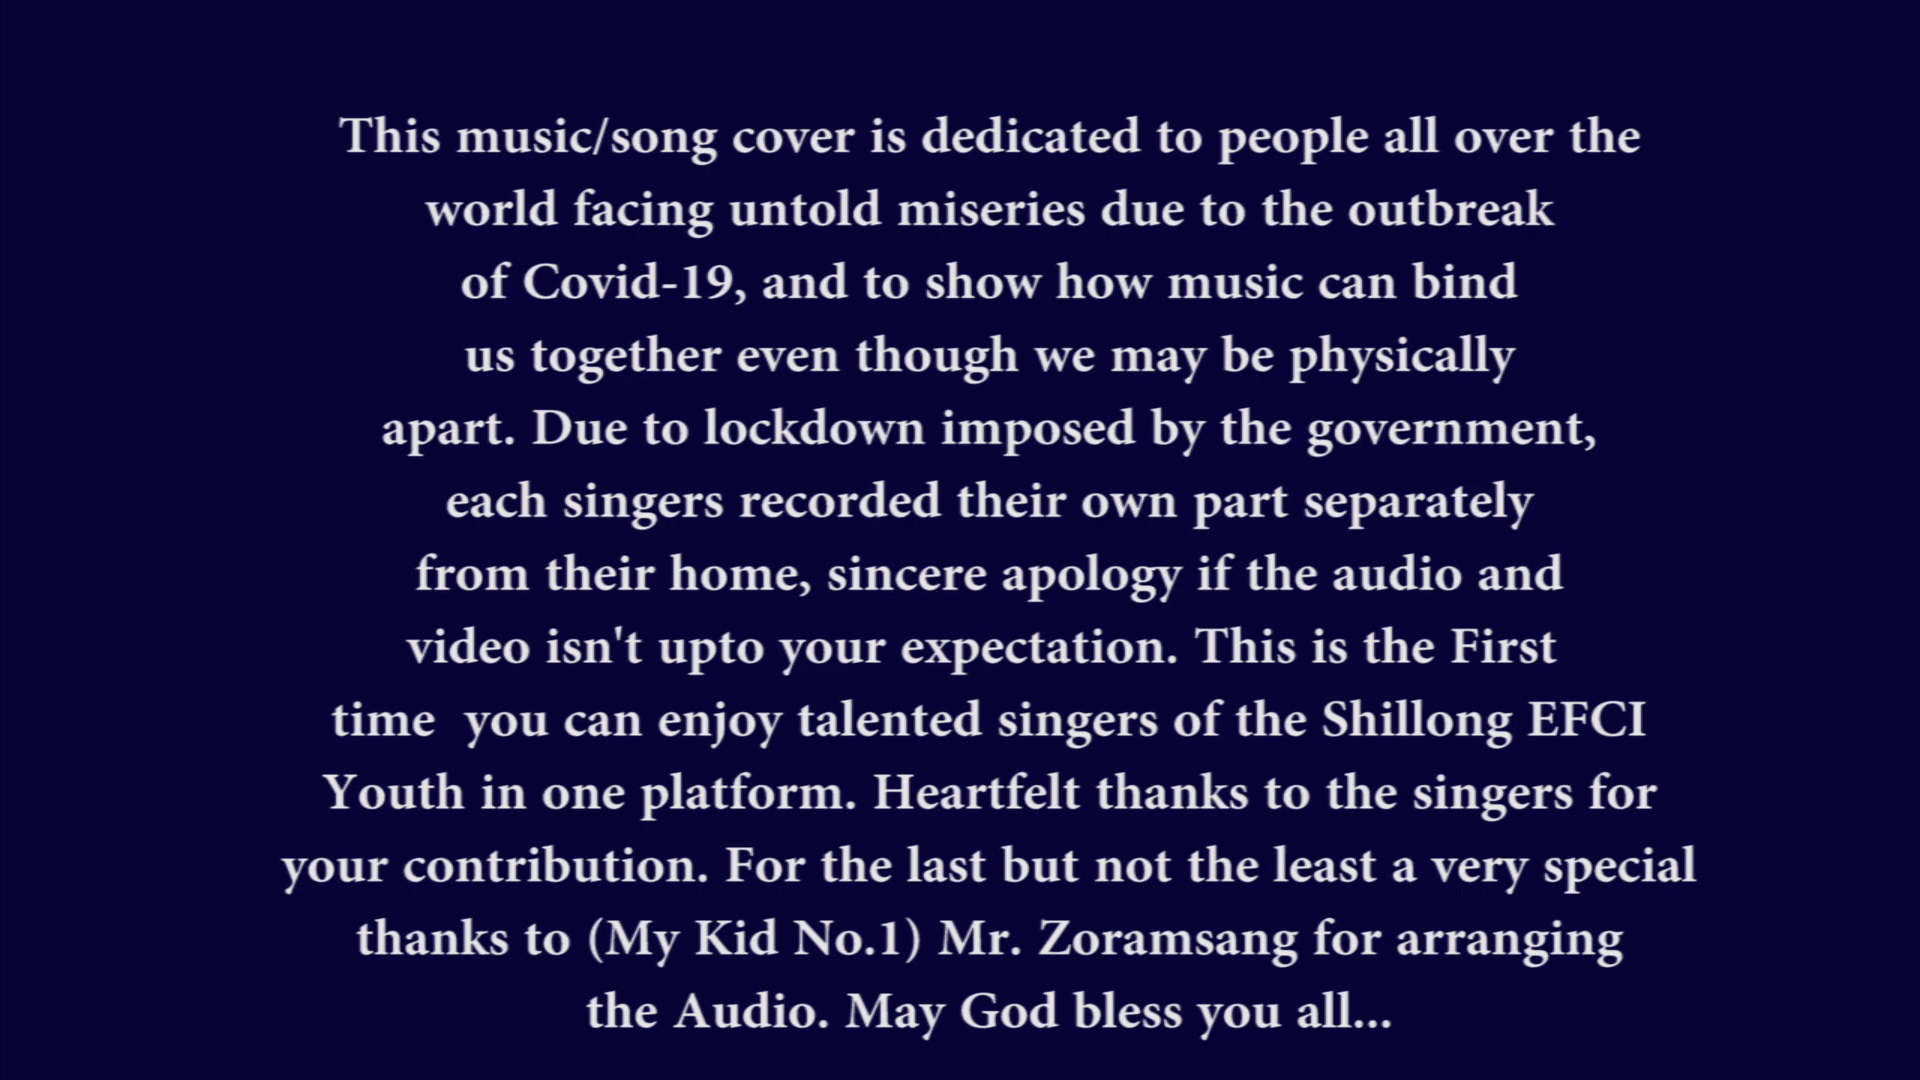 This music/song cover is dedicated to people all over the
world facing untold miseries due to the outbreak
of Covid-19, and to show how music can bind
us together even though we may be physically
apart. Due to lockdown imposed by the government,
each singers recorded their own part separately
from their home, sincere apology if the audio and
video isn't upto your expectation. This is the First
time  you can enjoy talented singers of the Shillong EFCI
Youth in one platform. Heartfelt thanks to the singers for
your contribution. For the last but not the least a very special
thanks to (My Kid No.1) Mr. Zoramsang for arranging
the Audio. May God bless you all...